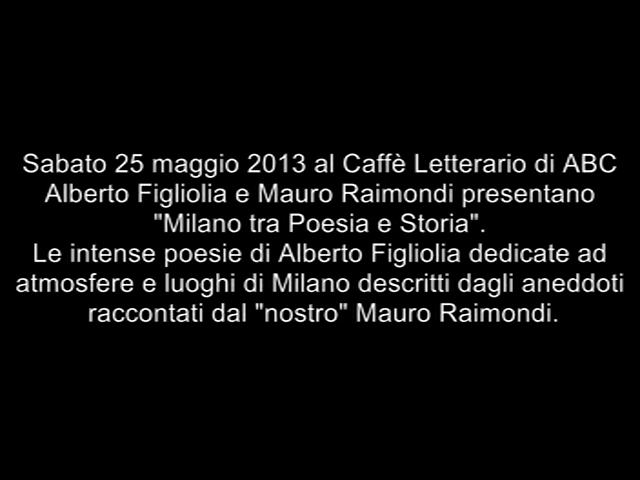 Sabato 25 maggio 2013 al Caffè Letterario di ABC
Alberto Figliolia e Mauro Raimondi presentano
"Milano tra Poesia e Storia".
Le intense poesie di Alberto Figliolia dedicate ad
atmosfere e luoghi di Milano descritti dagli aneddoti
raccontati dal "nostro" Mauro Raimondi.